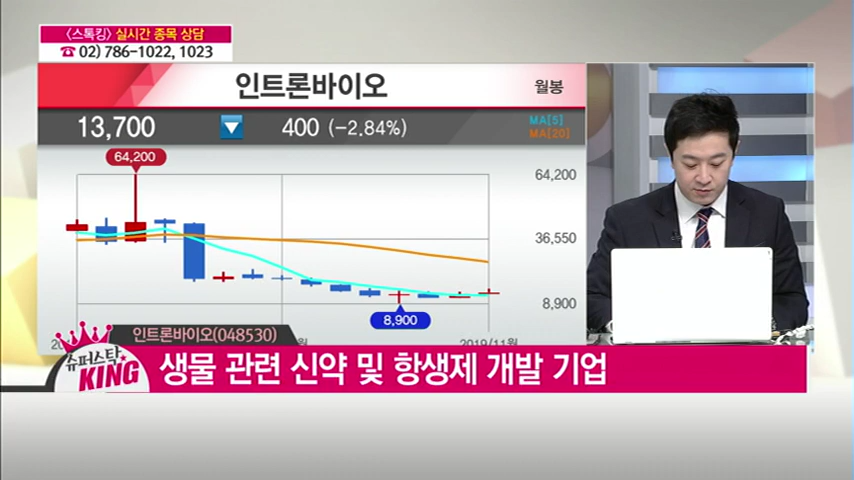 〈스톡킹〉 실시간 종목 상담
☎02) 786-1022, 1023
인트론바이오
월봉
13,700
400 (-2.84%)
MA[5]
MA[20]
64,200
64,200
36,550
8,900
8,900
2019/11월
인트론바이오(048530)
슈퍼스탁
KING
생물 관련 신약 및 항생제 개발 기업